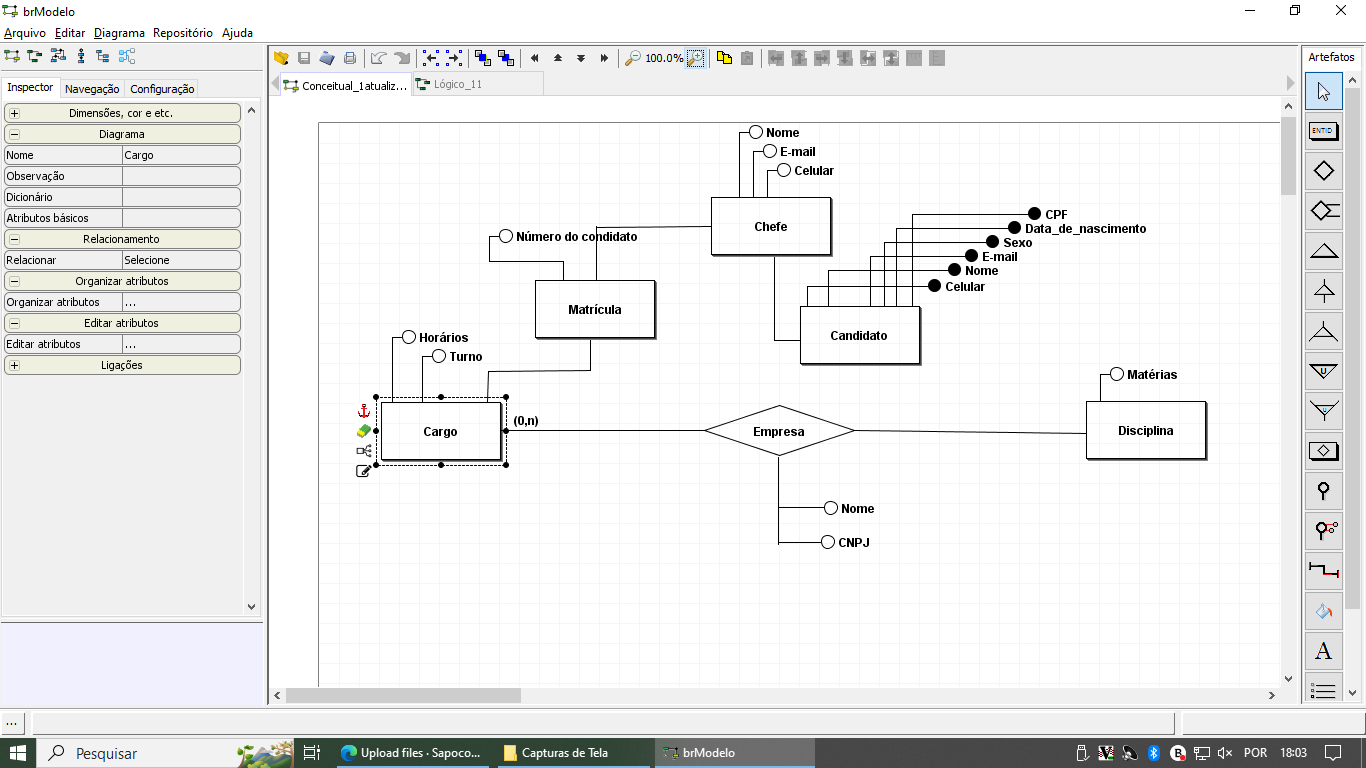 brModelo
Arquivo Editar Diagrama Repositório Ajuda
100.0%
Artefatos
Inspector Navegação Configuração
Conceitual_1atualiz... Lógico_11
Dimensões, cor e etc.
Diagrama
Nome Cargo
Observação
Dicionário
Atributos básicos
Relacionamento
Relacionar Selecione
Organizar atributos
Organizar atributos ...
Editar atributos
Editar atributos ...
Ligações
ENTID
U
U
A
Nome
E-mail
Celular
Chefe
Número do condidato
Matrícula
CPF
Data_de_nascimento
Sexo
E-mail
Nome
Celular
Candidato
Horários
Turno
Cargo
(0,n)
Empresa
Matérias
Disciplina
Nome
CNPJ
...
Pesquisar
Upload files · Sapoco...
Capturas de Tela
brModelo
POR 18:03